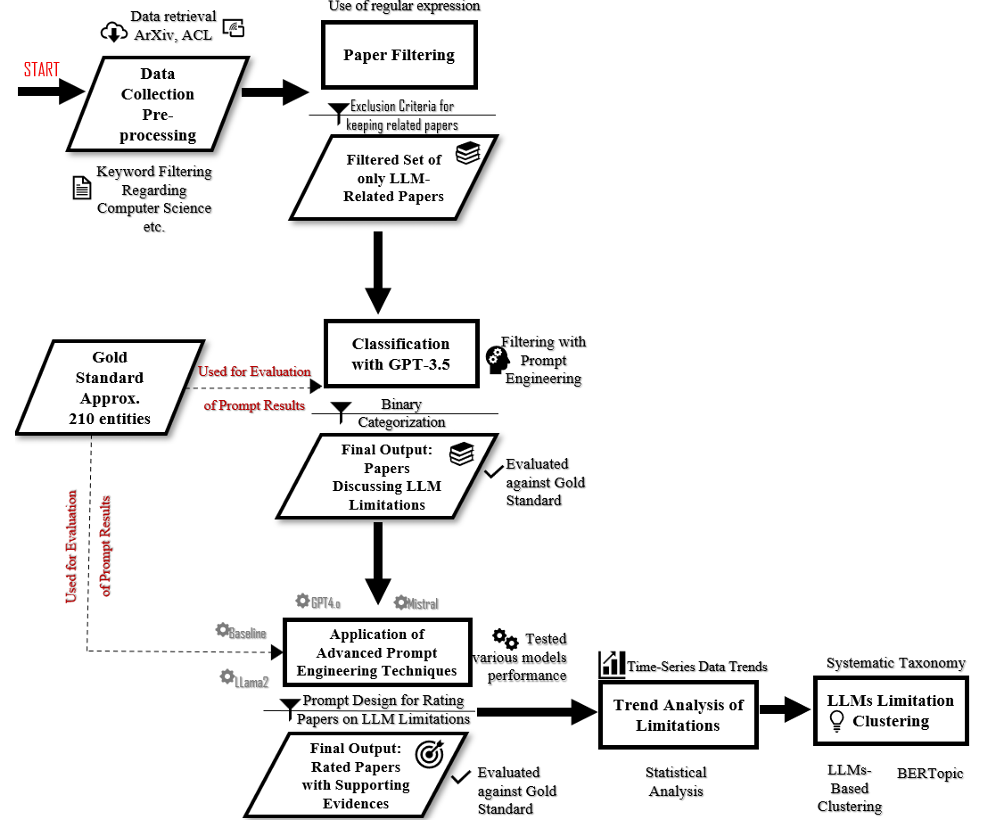 Data retrieval
ArXiv, ACL
START
Data
Collection
Pre-
processing
Keyword Filtering
Regarding
Computer Science
etc.
Use of regular expression
Paper Filtering
Exclusion Criteria for
keeping related papers
Filtered Set of
only LLM-
Related Papers
Classification
with GPT-3.5
Filtering with
Prompt
Engineering
Gold
Standard
Approx.
210 entities
Used for Evaluation
of Prompt Results
Binary
Categorization
Final Output:
Papers
Discussing LLM
Limitations
Evaluated
against Gold
Standard
Used for Evaluation
of Prompt Results
GPT4.o
Mistral
Baseline
LLama2
Application of
Advanced Prompt
Engineering Techniques
Tested
various models
performance
Prompt Design for Rating
Papers on LLM Limitations
Final Output:
Rated Papers
with Supporting
Evidences
Evaluated
against Gold
Standard
Time-Series Data Trends
Trend Analysis of
Limitations
Statistical
Analysis
Systematic Taxonomy
LLMs Limitation
Clustering
LLMs-
Based
Clustering
BERTopic